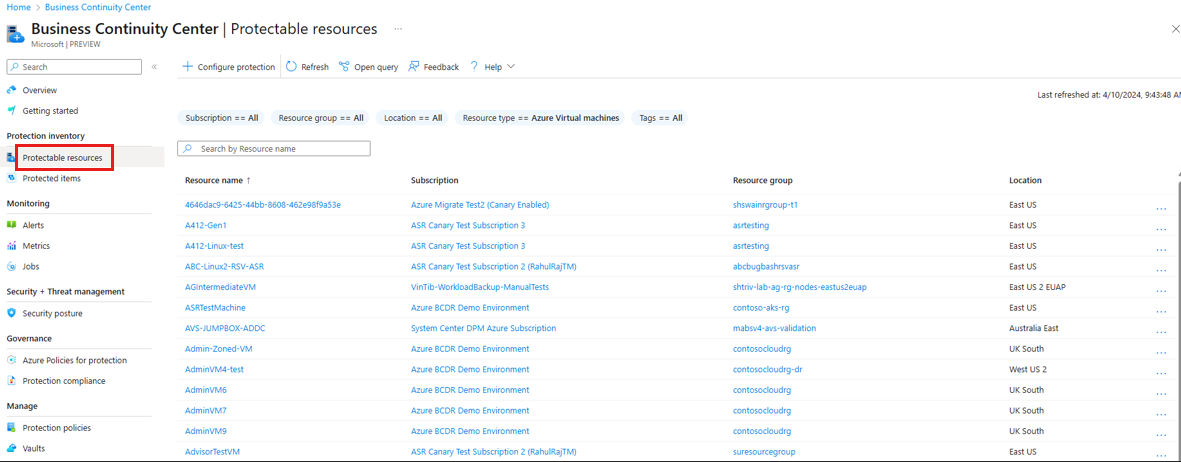 Home > Business Continuity Center >
Business Continuity Center | Protectable resources ...
Microsoft | PREVIEW
Search «
+ Configure protection Refresh Open query Feedback ? Help
Overview
Getting started
Last refreshed at: 4/10/2024, 9:43:48 AM
Subscription == All Resource group == All Location == All Resource type == Azure Virtual machines Tags == All
Protection inventory
Search by Resource name
Protectable resources
Protected items
Monitoring
Alerts
Metrics
Jobs
Security + Threat management
Security posture
Governance
Azure Policies for protection
Protection compliance
Manage
Protection policies
Vaults
Resource name ↑ Subscription Resource group Location
4646dac9-6425-44bb-8608-462e98f9a53e Azure Migrate Test2 (Canary Enabled) shswaingroup-t1 East US ...
A412-Gen1 ASR Canary Test Subscription 3 asrtesting East US ...
A412-Linux-test ASR Canary Test Subscription 3 asrtesting East US ...
ABC-Linux2-RSV-ASR ASR Canary Test Subscription 2 (RahulRajTM) abcbugbashrsvasr East US ...
AGIntermediateVM VinTib-WorkloadBackup-ManualTests shtriv-lab-ag-rg-nodes-eastus2euap East US 2 EUAP ...
ASRTestMachine Azure BCDR Demo Environment contoso-aks-rg East US ...
AVS-JUMPBOX-ADDC System Center DPM Azure Subscription mabsv4-avs-validation Australia East ...
Admin-Zoned-VM Azure BCDR Demo Environment contosocloudrg UK South ...
AdminVM4-test Azure BCDR Demo Environment contosocloudrg-dr West US 2 ...
AdminVM6 Azure BCDR Demo Environment contosocloudrg UK South ...
AdminVM7 Azure BCDR Demo Environment contosocloudrg UK South ...
AdminVM9 Azure BCDR Demo Environment contosocloudrg UK South ...
AdvisorTestVM ASR Canary Test Subscription 2 (RahulRajTM) suresourcegroup East US ...